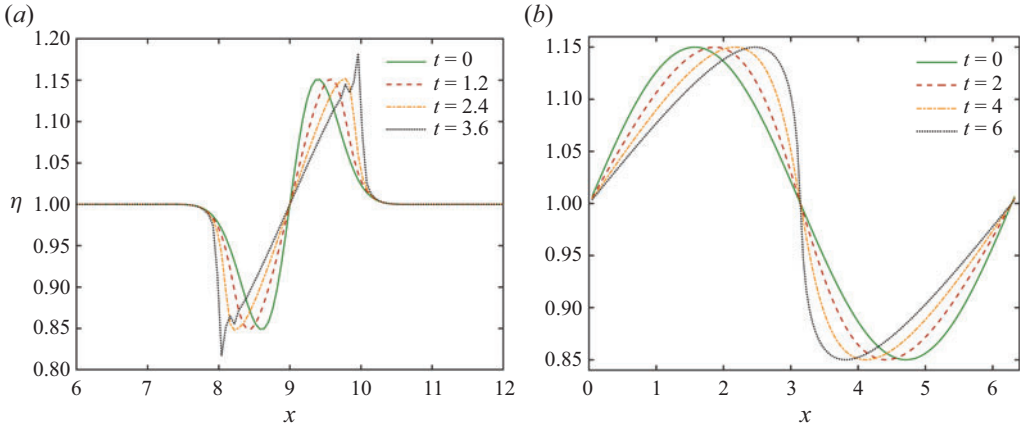 (a)
1.20
1.15
1.10
1.05
η 1.00
0.95
0.90
0.85
0.80
6 7 8 9 10 11 12
x
t = 0
t = 1.2
t = 2.4
t = 3.6
(b)
1.15
1.10
1.05
1.00
0.95
0.90
0.85
0 1 2 3 4 5 6
x
t = 0
t = 2
t = 4
t = 6